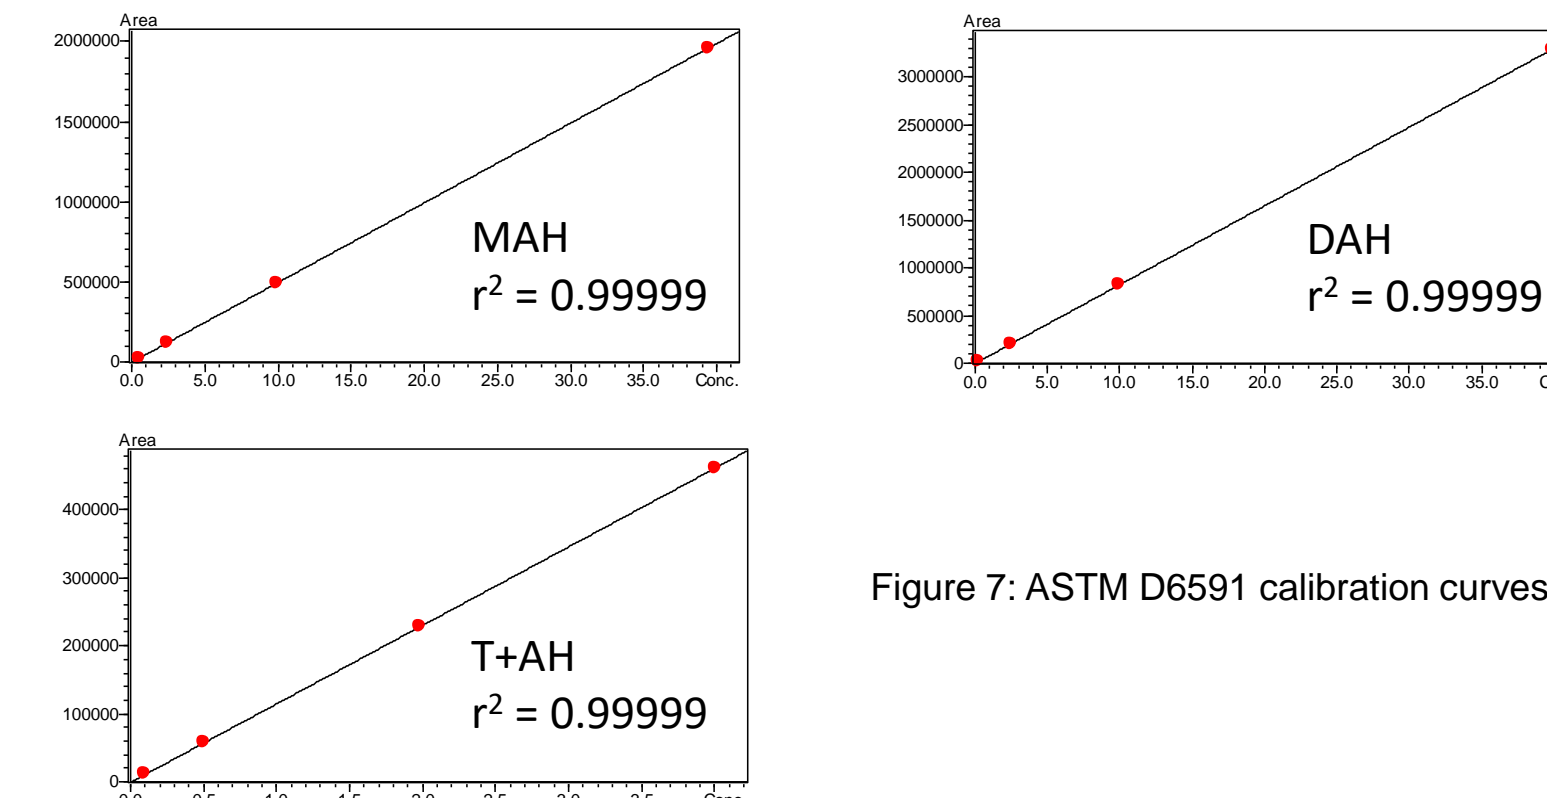 Area
2000000
1500000
1000000
500000
0
MAH
r² = 0.99999
0.0 5.0 10.0 15.0 20.0 25.0 30.0 35.0 Conc.
Area
3000000
2500000
2000000
1500000
1000000
500000
0
DAH
r² = 0.99999
0.0 5.0 10.0 15.0 20.0 25.0 30.0 35.0
Area
400000
300000
200000
100000
0
T+AH
r² = 0.99999
Figure 7: ASTM D6591 calibration curves